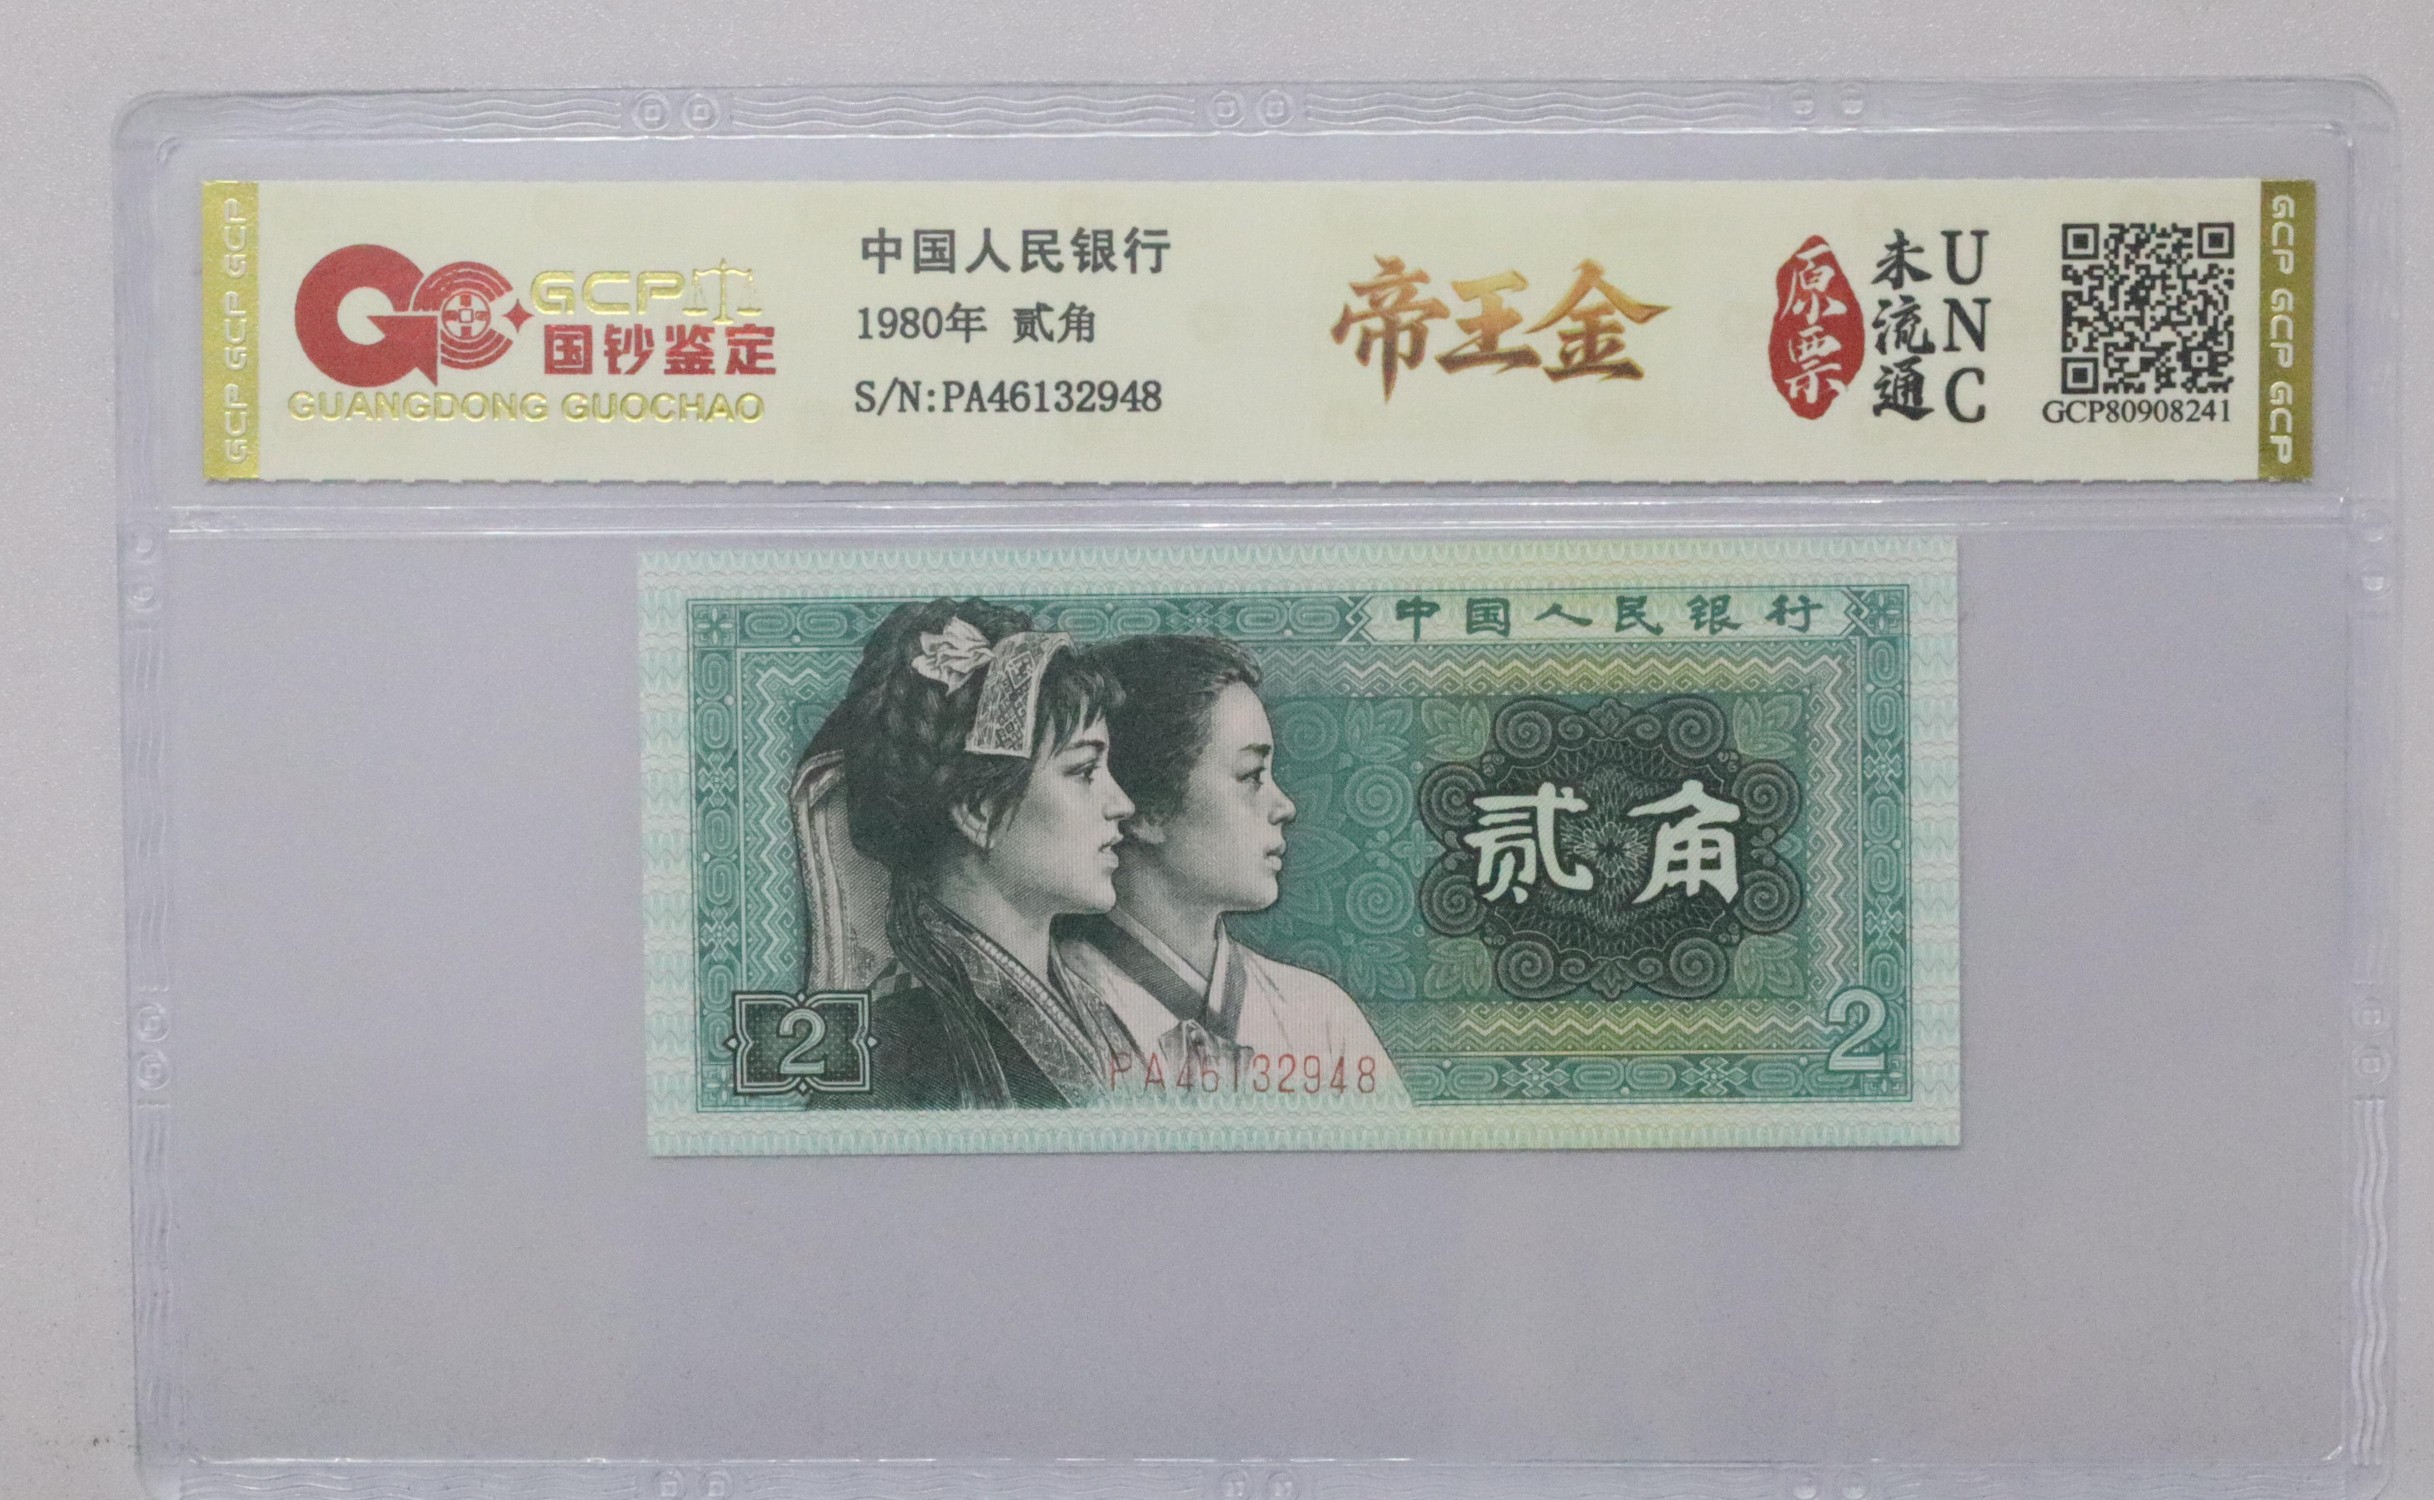 GCP GCP GCP
GCP
国钞鉴定
GUANGDONG GUOCHAO
中国人民银行
1980年 贰角
S/N:PA46132948
帝王金
原票
未流通
UNC
GCP80908241
GCP GCP GCP
中国人民银行
贰角
2
2
PA46132948